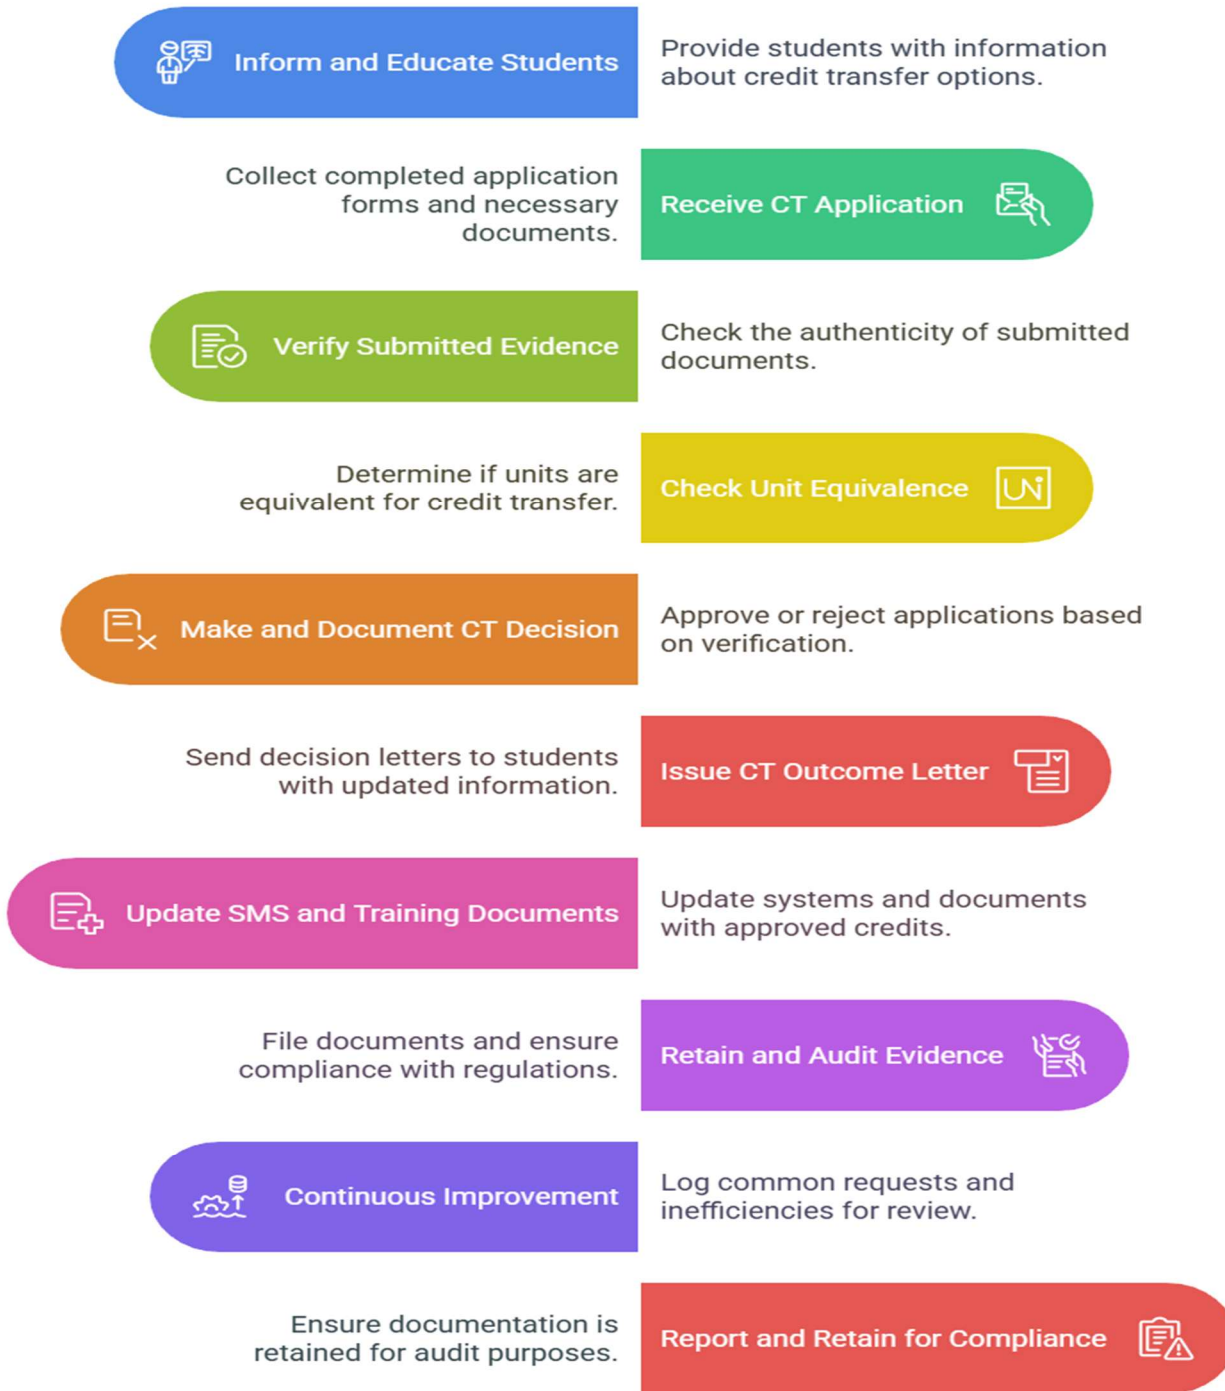 Inform and Educate Students
Provide students with information
about credit transfer options.
Collect completed application
forms and necessary
documents.
Receive CT Application
Verify Submitted Evidence
Check the authenticity of submitted
documents.
Determine if units are
equivalent for credit transfer.
Check Unit Equivalence
UNi
Make and Document CT Decision
Approve or reject applications based
on verification.
Send decision letters to students
with updated information.
Issue CT Outcome Letter
Update SMS and Training Documents
Update systems and documents
with approved credits.
File documents and ensure
compliance with regulations.
Retain and Audit Evidence
Continuous Improvement
Log common requests and
inefficiencies for review.
Ensure documentation is
retained for audit purposes.
Report and Retain for Compliance